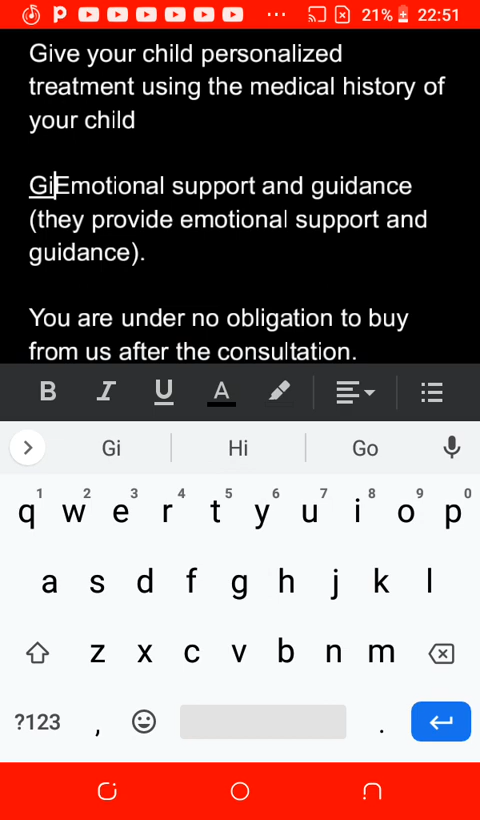 21% 22:51
Give your child personalized
treatment using the medical history of
your child
GiEmotional support and guidance
(they provide emotional support and
guidance).
You are under no obligation to buy
from us after the consultation.
B I U A
Gi Hi Go
1 2 3 4 5 6 7 8 9 0
q w e r t y u i o p
a s d f g h j k l
z x c v b n m
?123 , .